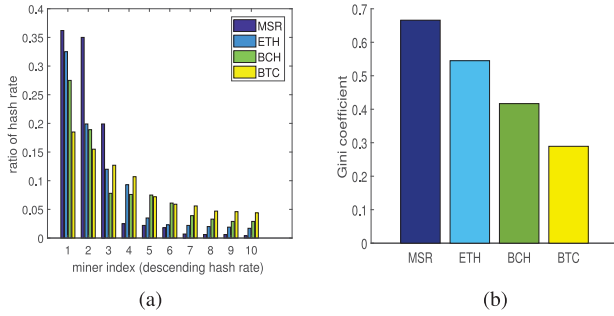 0.4
0.35
0.3
0.25
0.2
0.15
0.1
0.05
0
ratio of hash rate
1 2 3 4 5 6 7 8 9 10
miner index (descending hash rate)
MSR
ETH
BCH
BTC
(a)
0.7
0.6
0.5
0.4
0.3
0.2
0.1
0
Gini coefficient
MSR ETH BCH BTC
(b)